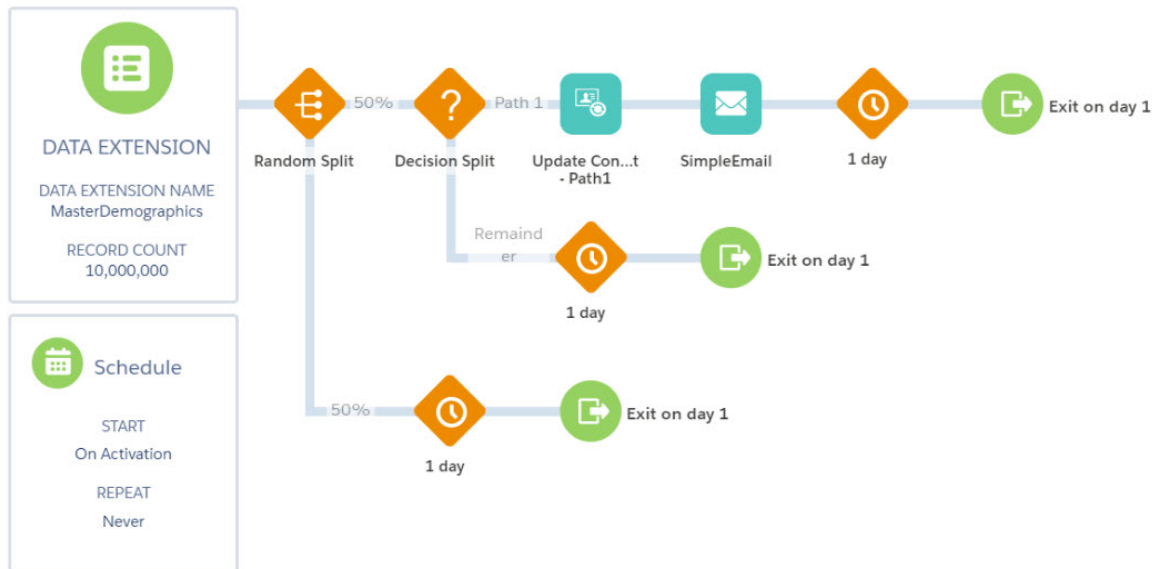 DATA EXTENSION
DATA EXTENSION NAME
MasterDemographics
RECORD COUNT
10,000,000
Schedule
START
On Activation
REPEAT
Never
50%
Path 1
Random Split
Decision Split
Update Con...t
- Path1
SimpleEmail
1 day
Exit on day 1
Remaind
er
1 day
Exit on day 1
50%
1 day
Exit on day 1